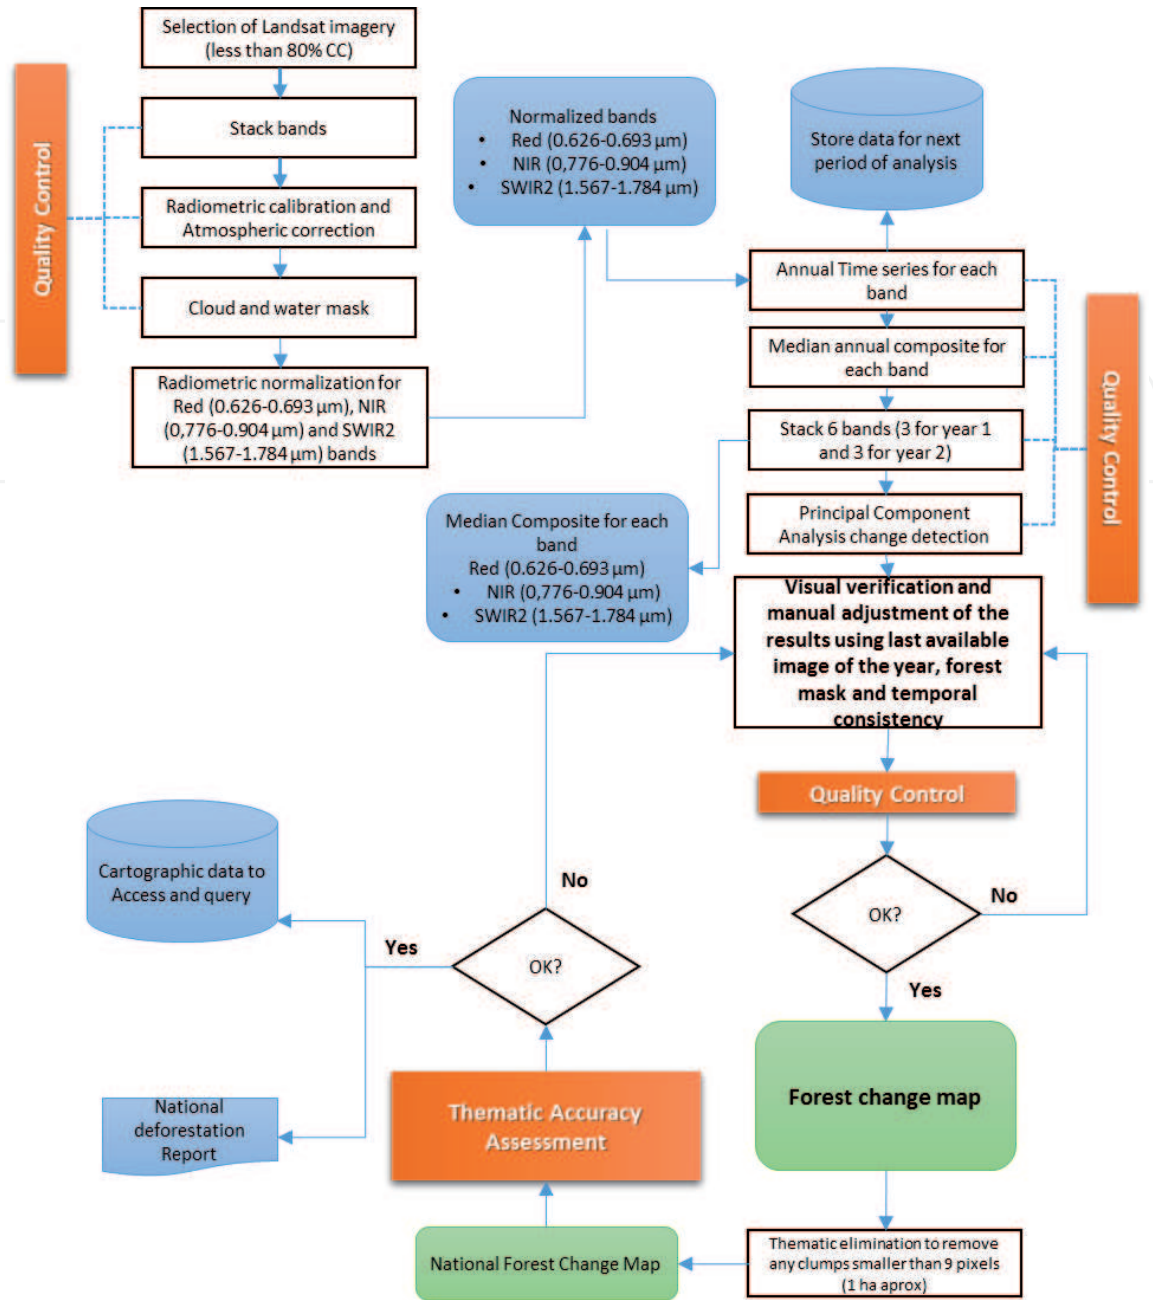 Selection of Landsat imagery
(less than 80% CC)
Quality Control
Stack bands
Radiometric calibration and
Atmospheric correction
Cloud and water mask
Radiometric normalization for
Red (0.626-0.693 µm), NIR
(0,776-0.904 µm) and SWIR2
(1.567-1.784 µm) bands
Normalized bands
• Red (0.626-0.693 µm)
• NIR (0,776-0.904 µm)
• SWIR2 (1.567-1.784 µm)
Store data for next
period of analysis
Annual Time series for each
band
Median annual composite for
each band
Stack 6 bands (3 for year 1
and 3 for year 2)
Principal Component
Analysis change detection
Quality Control
Median Composite for each
band
Red (0.626-0.693 µm)
• NIR (0,776-0.904 µm)
• SWIR2 (1.567-1.784 µm)
Visual verification and
manual adjustment of the
results using last available
image of the year, forest
mask and temporal
consistency
Quality Control
OK?
No
Yes
Forest change map
Thematic elimination to remove
any clumps smaller than 9 pixels
(1 ha aprox)
National Forest Change Map
Thematic Accuracy
Assessment
OK?
No
Yes
Cartographic data to
Access and query
National
deforestation
Report